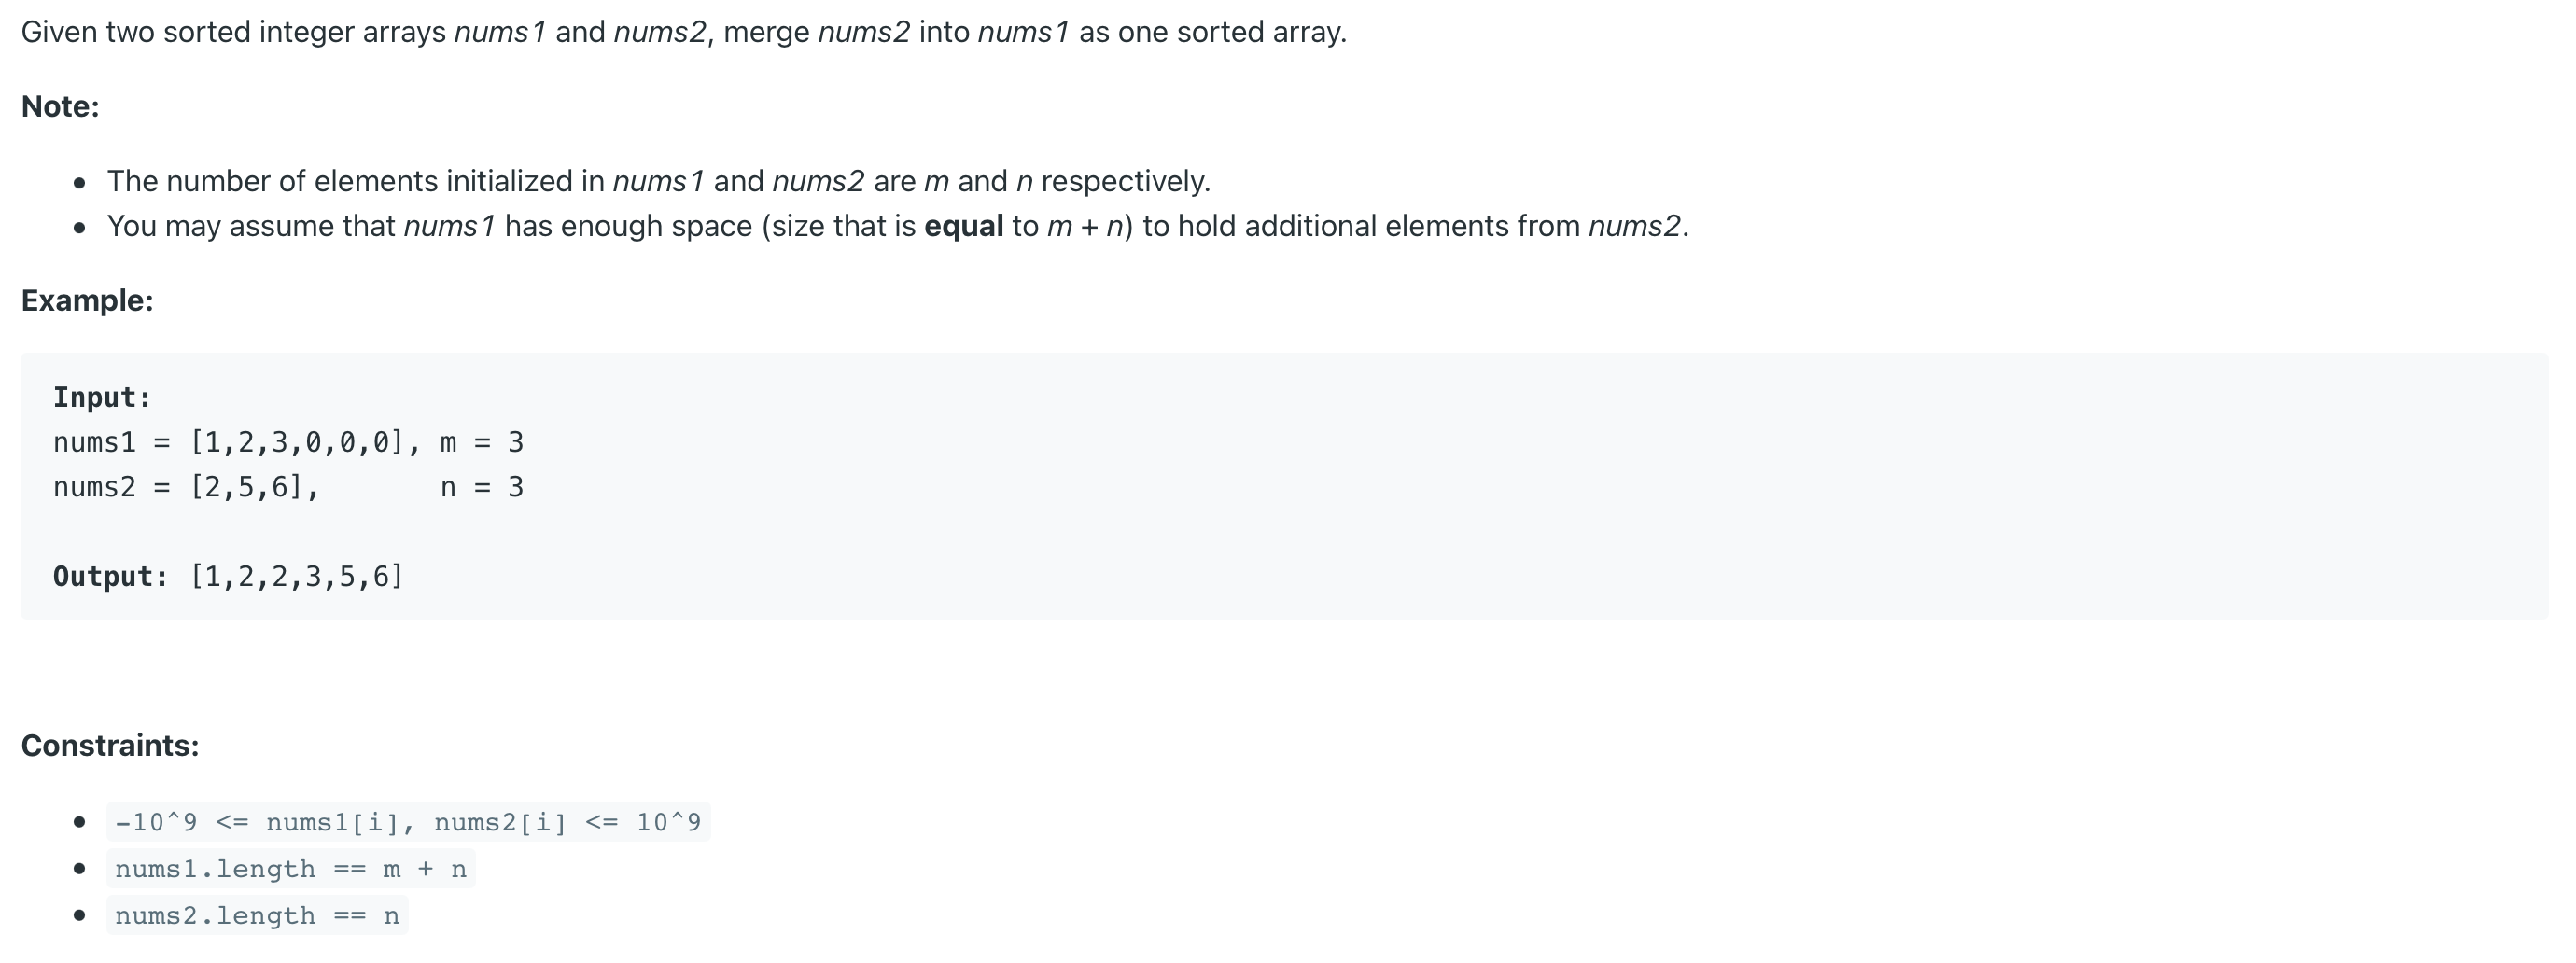 Given two sorted integer arrays nums1 and nums2, merge nums2 into nums1 as one sorted array.
Note:
• The number of elements initialized in nums1 and nums2 are m and n respectively.
• You may assume that nums1 has enough space (size that is equal to m + n) to hold additional elements from nums2.
Example:
Input:
nums1 = [1,2,3,0,0,0], m = 3
nums2 = [2,5,6],       n = 3
Output: [1,2,2,3,5,6]
Constraints:
• -10^9 <= nums1[i], nums2[i] <= 10^9
• nums1.length == m + n
• nums2.length == n